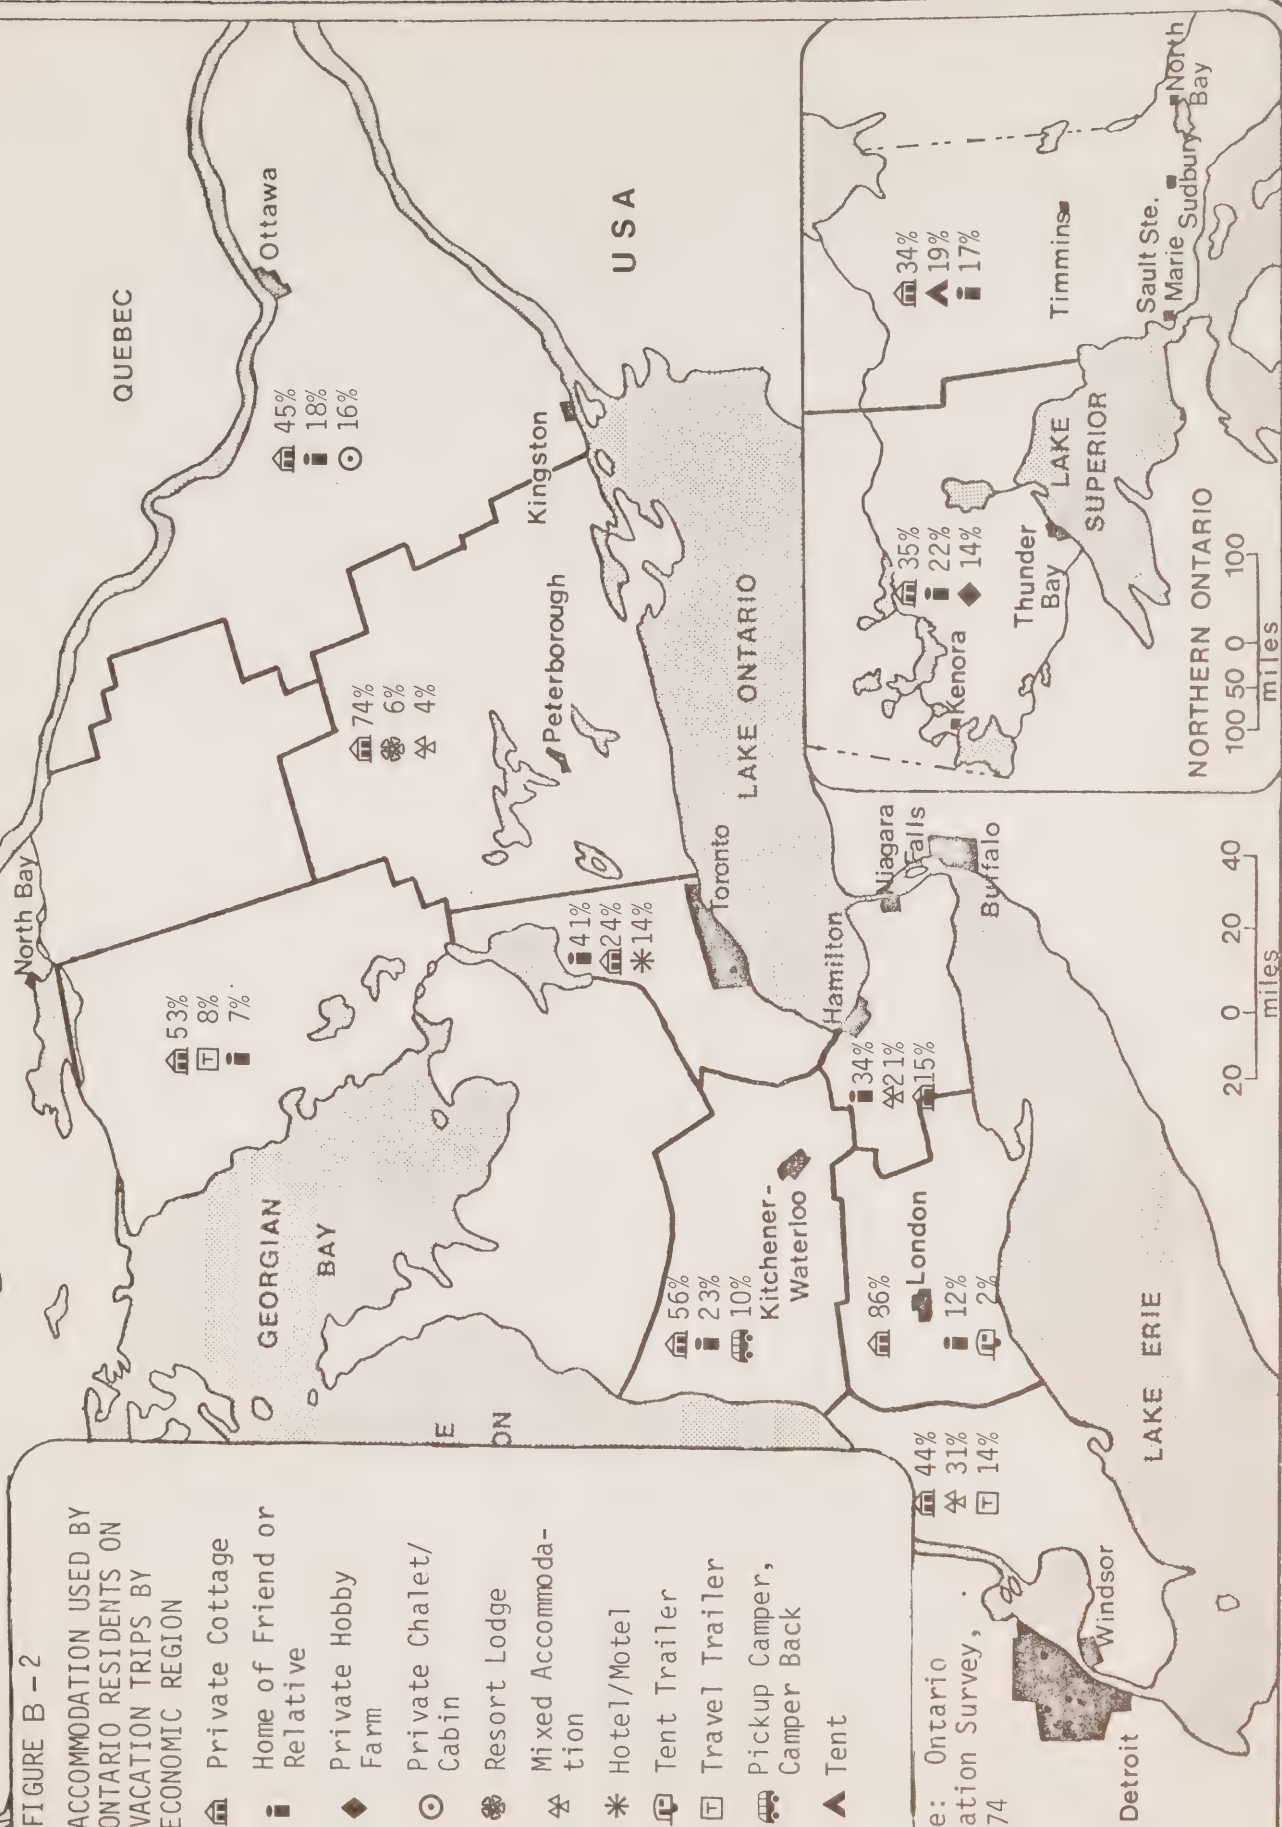 FIGURE B-2
ACCOMMODATION USED BY
ONTARIO RESIDENTS ON
VACATION TRIPS BY
ECONOMIC REGION
Private Cottage
Home of Friend or
Relative
Private Hobby
Farm
Private Chalet/
Cabin
Resort Lodge
Mixed Accommoda-
tion
Hotel/Motel
Tent Trailer
T Travel Trailer
Pickup Camper,
Camper Back
Tent
e: Ontario
ation Survey,
74
QUEBEC
Ottawa
USA
45%
18%
16%
Kingston
North Bay
74%
6%
4%
Peterborough
LAKE ONTARIO
53%
T 8%
7%
41%
24%
14%
Toronto
GEORGIAN
BAY
E
ON
Hamilton
Niagara
Falls
Buffalo
34%
21%
15%
56%
23%
10%
Kitchener-
Waterloo
86%
London
12%
2%
44%
31%
T 14%
LAKE ERIE
Windsor
Detroit
20 0 20 40
miles
34%
19%
17%
Timmins
North
Bay
Sudbury
Sault Ste.
Marie
35%
22%
14%
Kenora
Thunder
Bay
LAKE
SUPERIOR
NORTHERN ONTARIO
100 50 0 100
miles